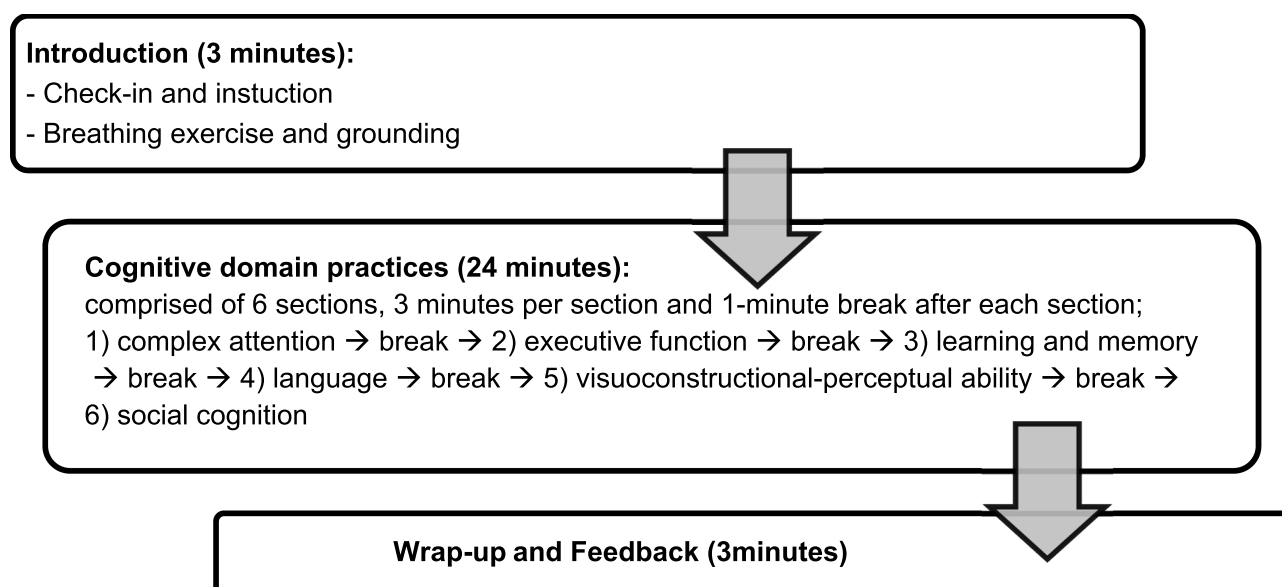 Introduction (3 minutes):
- Check-in and instuction
- Breathing exercise and grounding
Cognitive domain practices (24 minutes):
comprised of 6 sections, 3 minutes per section and 1-minute break after each section;
1) complex attention → break → 2) executive function → break → 3) learning and memory
→ break → 4) language → break → 5) visuoconstructional-perceptual ability → break →
6) social cognition
Wrap-up and Feedback (3minutes)